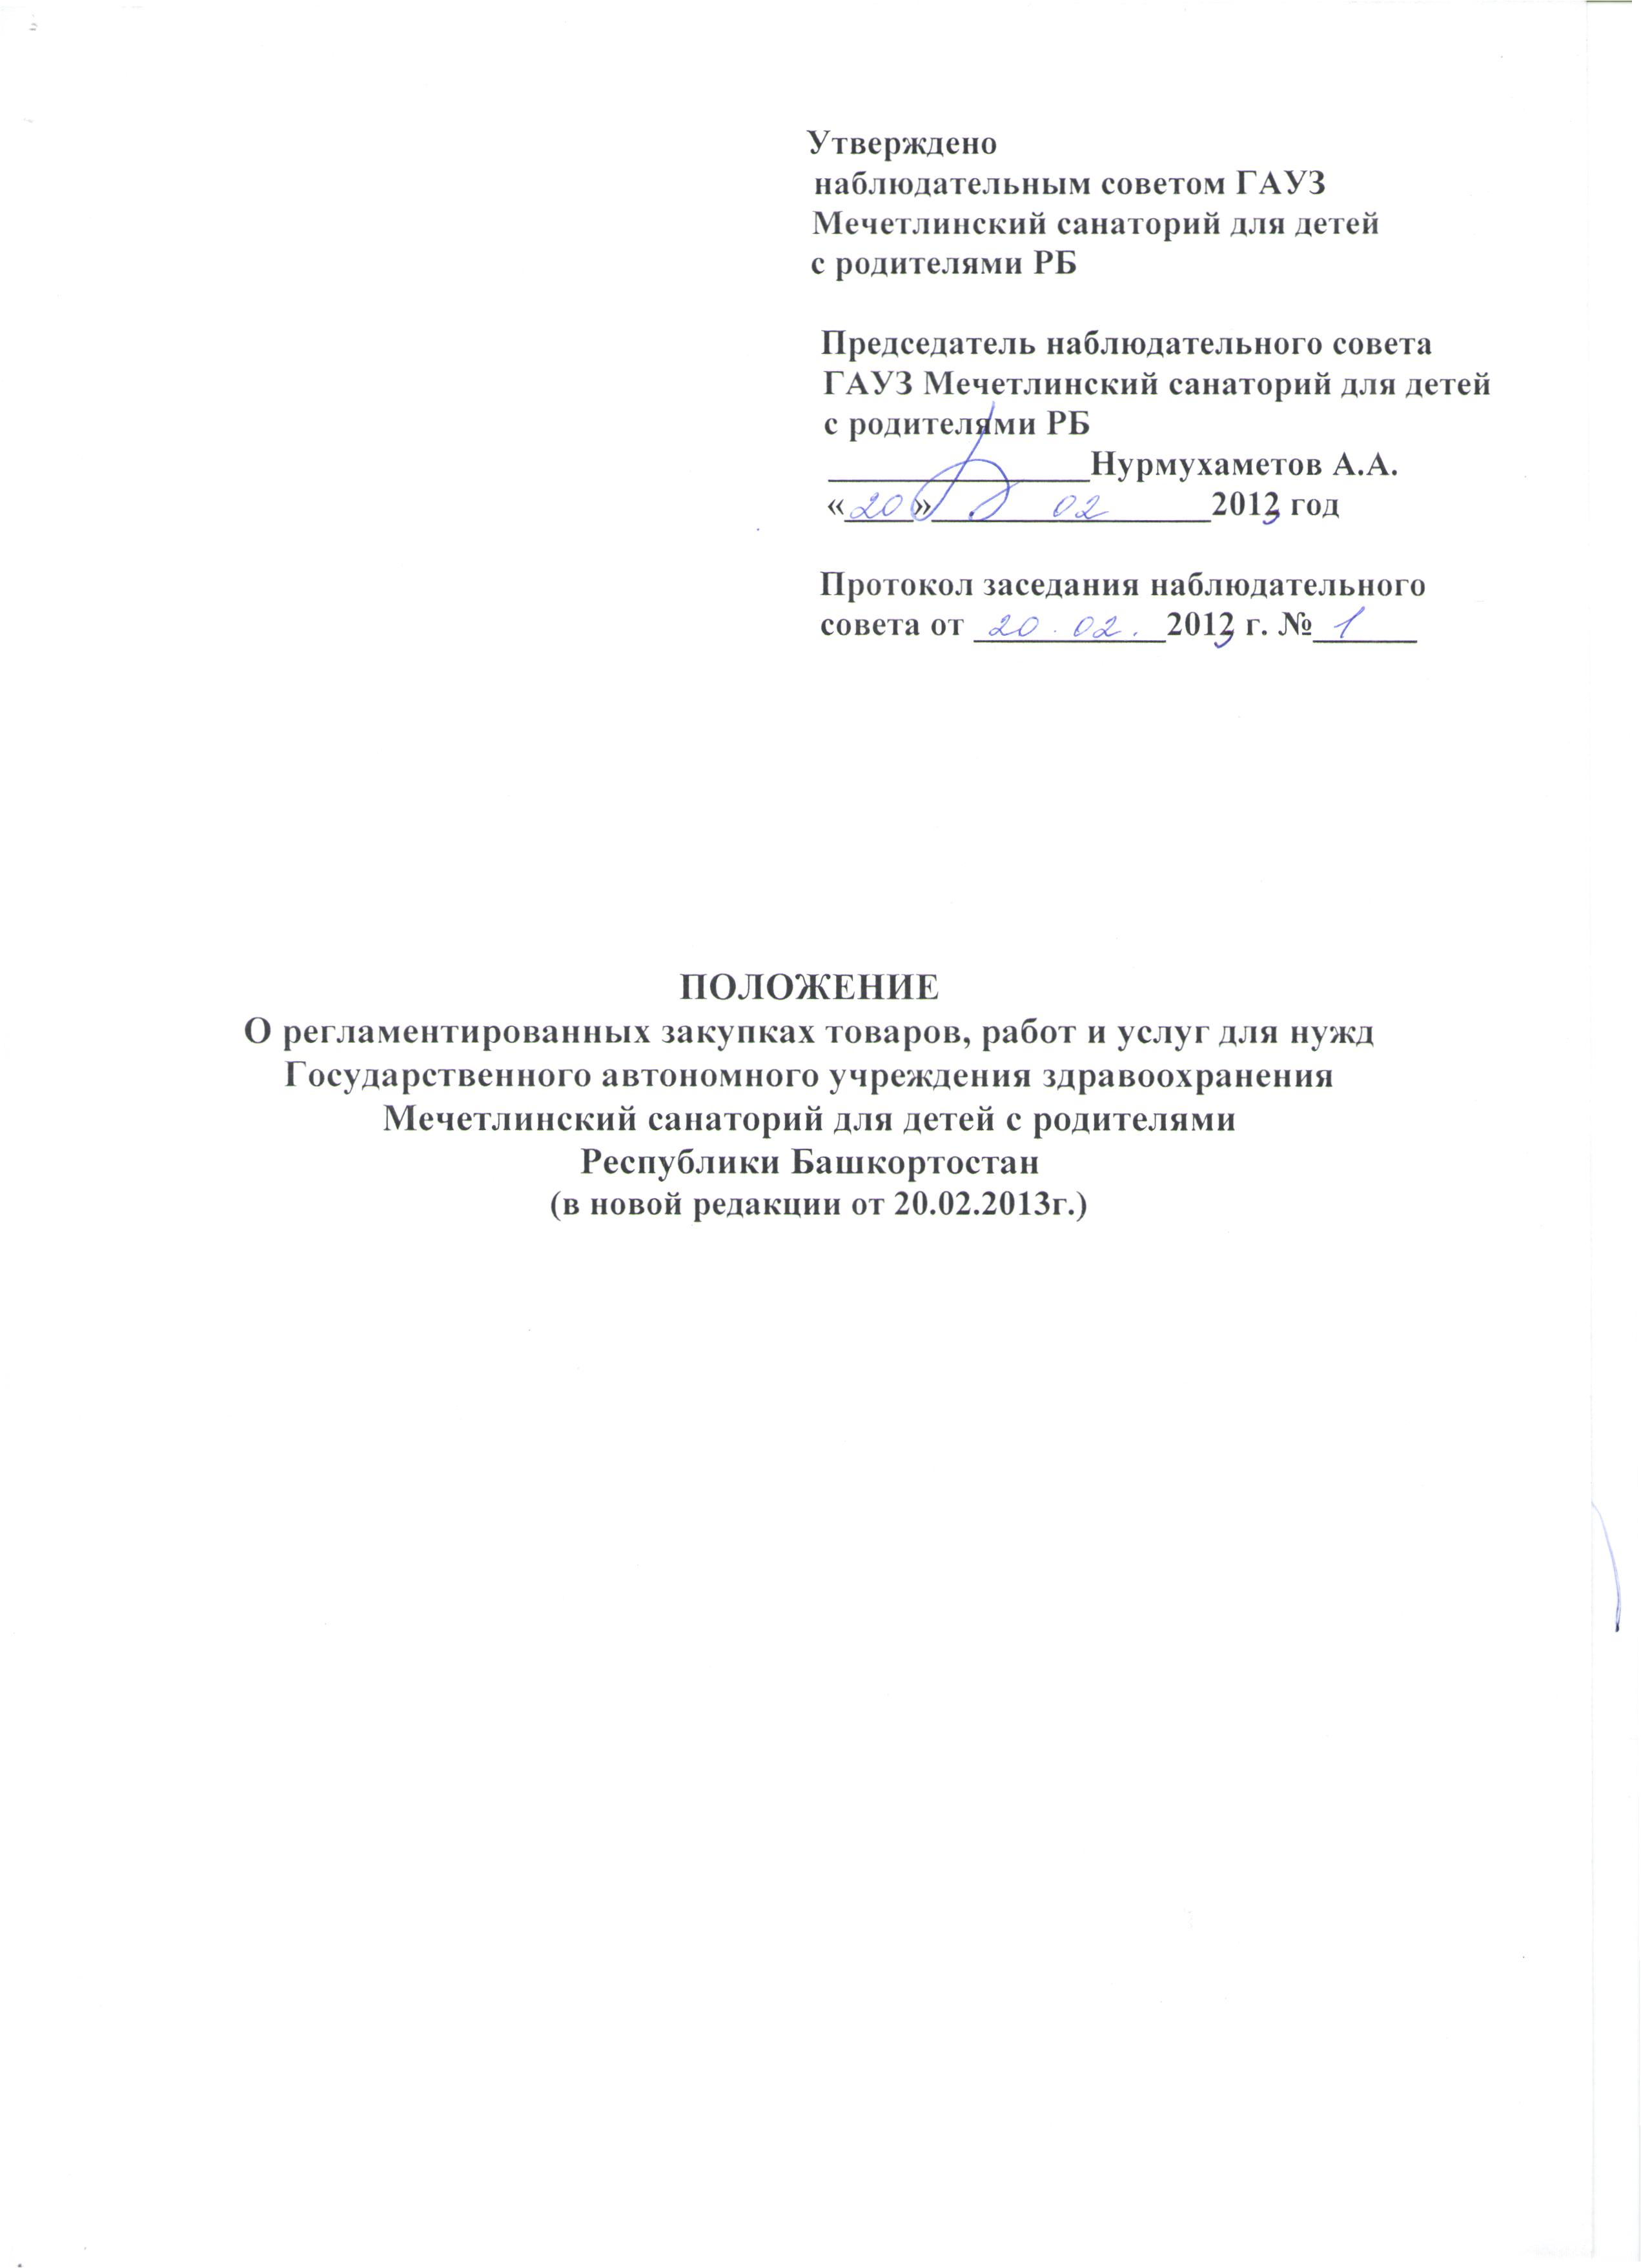 Утверждено
наблюдательным советом ГАУЗ
Мечетлинский санаторий для детей
с родителями РБ
Председатель наблюдательного совета
ГАУЗ Мечетлинский санаторий для детей
с родителями РБ
_______________Нурмухаметов А.А.
«20» 02 2013 год
Протокол заседания наблюдательного
совета от 20.02. 2013 г. № 1
ПОЛОЖЕНИЕ
О регламентированных закупках товаров, работ и услуг для нужд
Государственного автономного учреждения здравоохранения
Мечетлинский санаторий для детей с родителями
Республики Башкортостан
(в новой редакции от 20.02.2013г.)